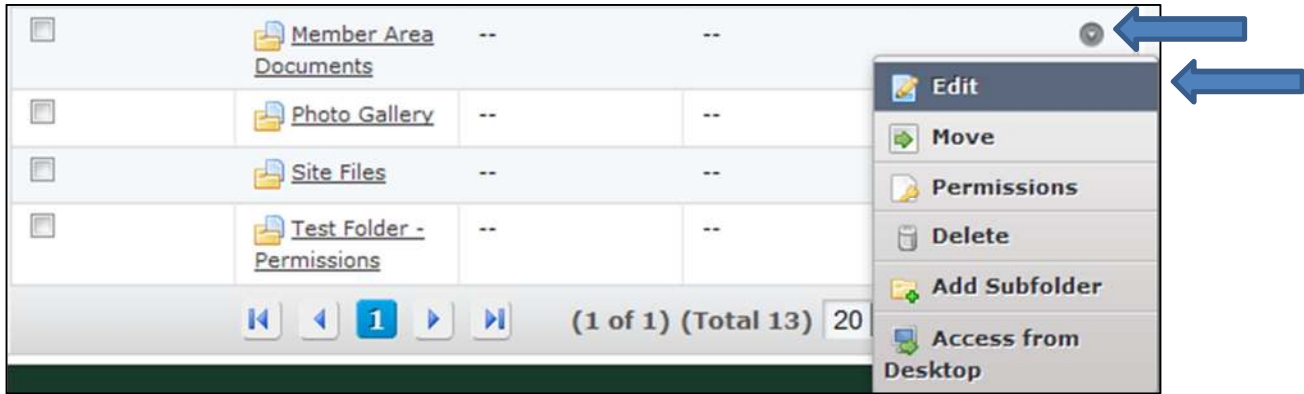 Member Area -- --
Documents
Edit
Photo Gallery -- --
Move
Site Files -- --
Permissions
Test Folder - -- --
Permissions
Delete
Add Subfolder
1 (1 of 1) (Total 13) 20
Access from
Desktop